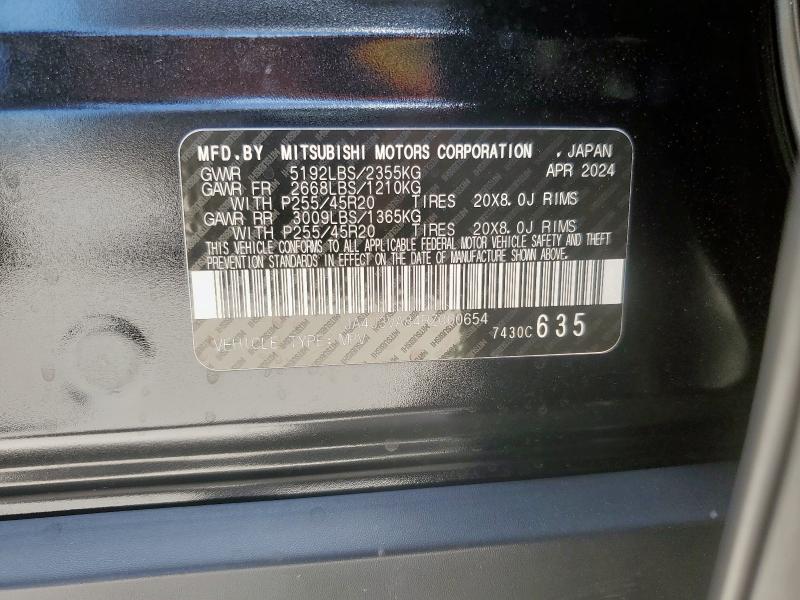 MFD.BY MITSUBISHI MOTORS CORPORATION , JAPAN
GVWR 5192LBS/2355KG APR 2024
GAWR FR 2668LBS/1210KG
WITH P255/45R20 TIRES 20X8.0J RIMS
GAWR RR 3009LBS/1365KG
WITH P255/45R20 TIRES 20X8.0J RIMS
THIS VEHICLE CONFORMS TO ALL APPLICABLE FEDERAL MOTOR VEHICLE SAFETY AND THEFT
PREVENTION STANDARDS IN EFFECT ON THE DATE OF MANUFACTURE SHOWN ABOVE.
VEHICLE TYPE: MPV 7430C 635